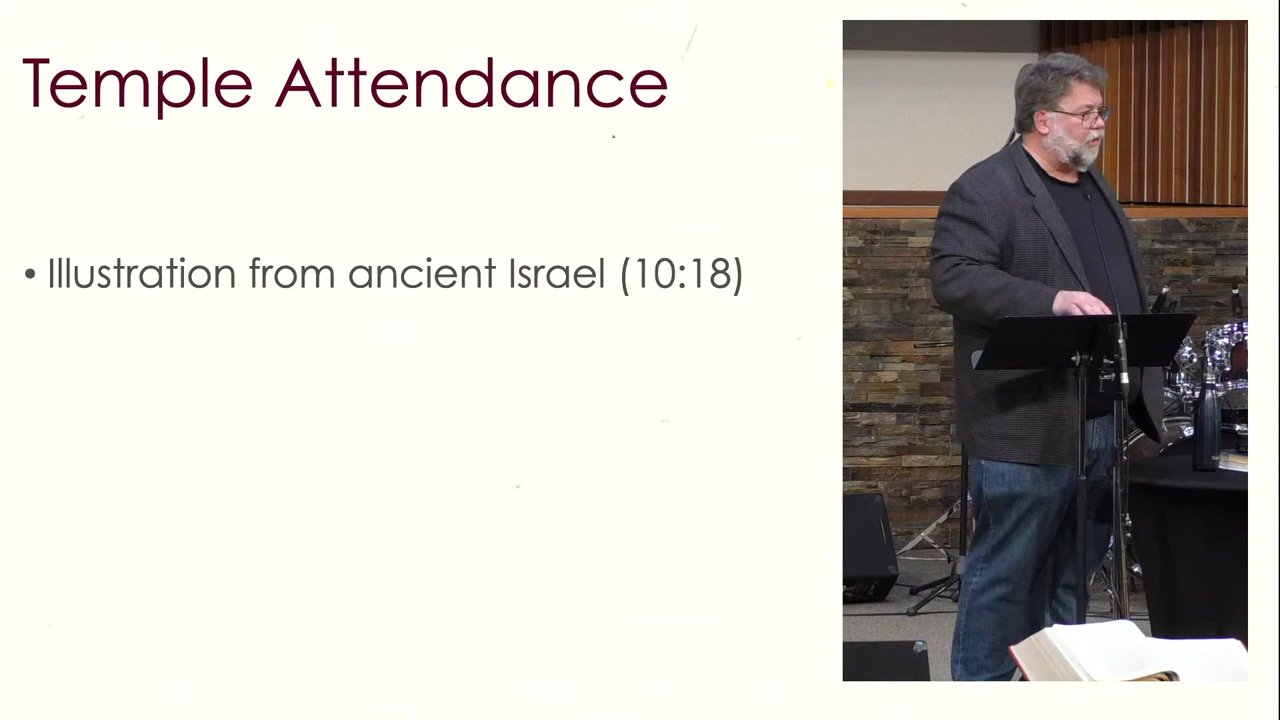 Temple Attendance
• Illustration from ancient Israel (10:18)